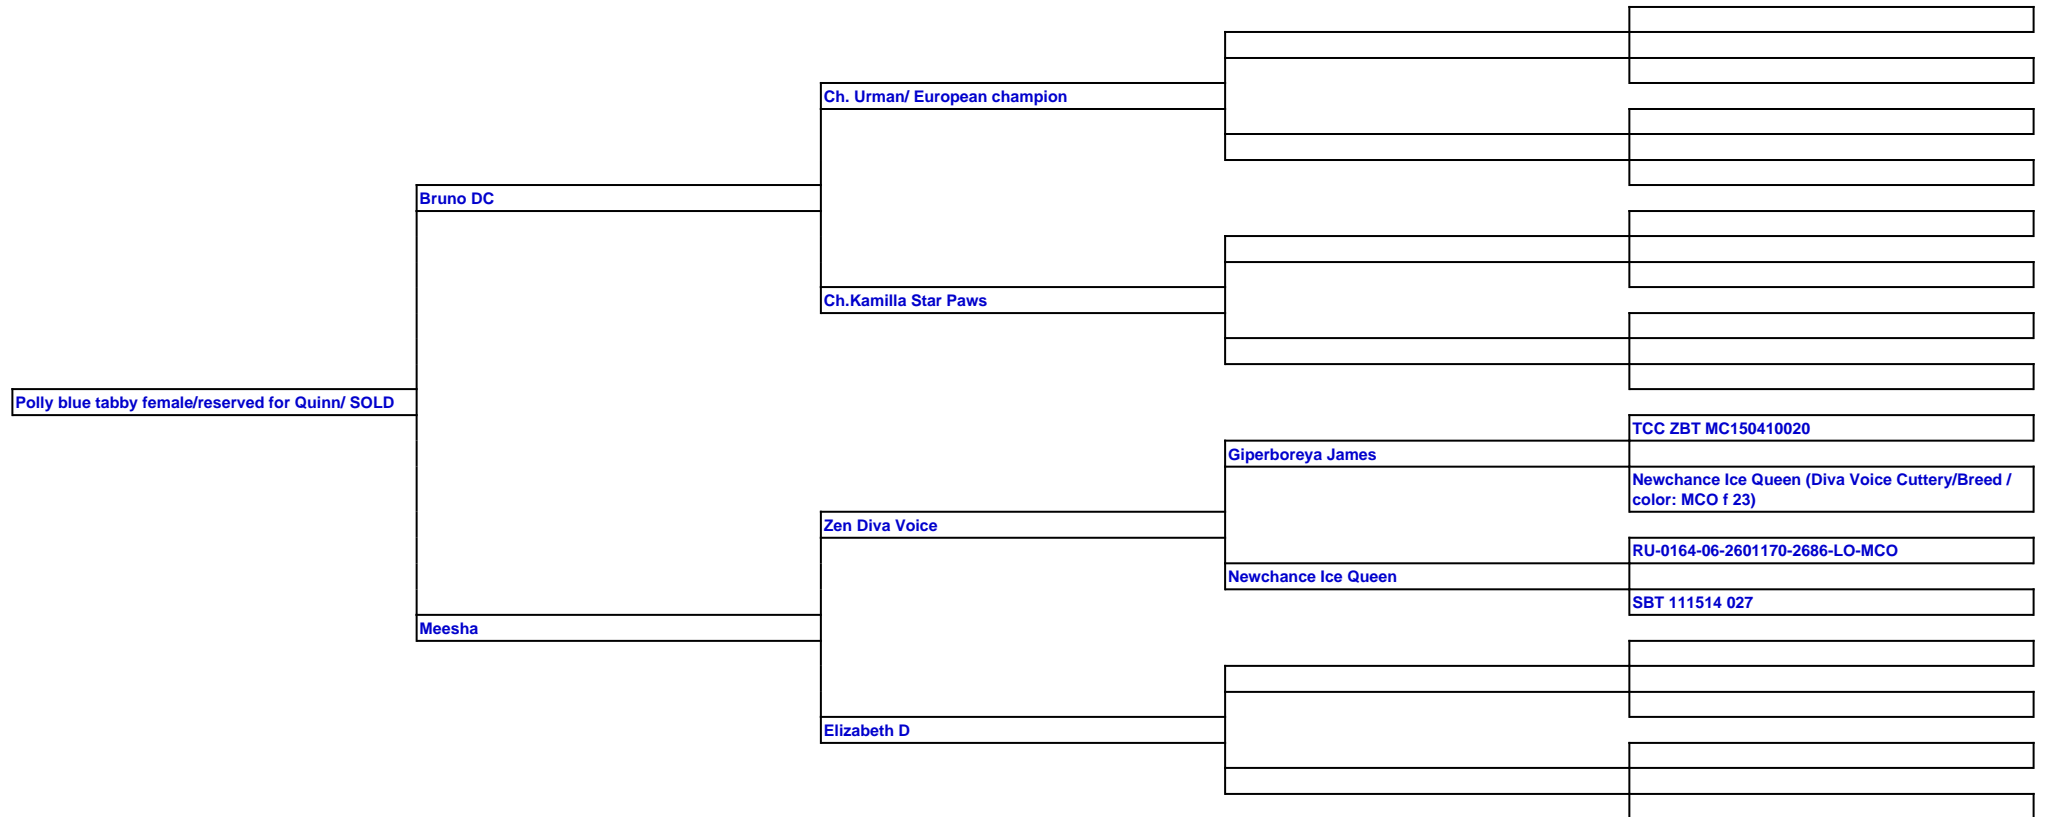 Ch. Urman/ European champion
Bruno DC
Ch.Kamilla Star Paws
Polly blue tabby female/reserved for Quinn/ SOLD
TCC ZBT MC150410020
Giperboreya James
Newchance Ice Queen (Diva Voice Cuttery/Breed /
color: MCO f 23)
Zen Diva Voice
RU-0164-06-2601170-2686-LO-MCO
Newchance Ice Queen
SBT 111514 027
Meesha
Elizabeth D